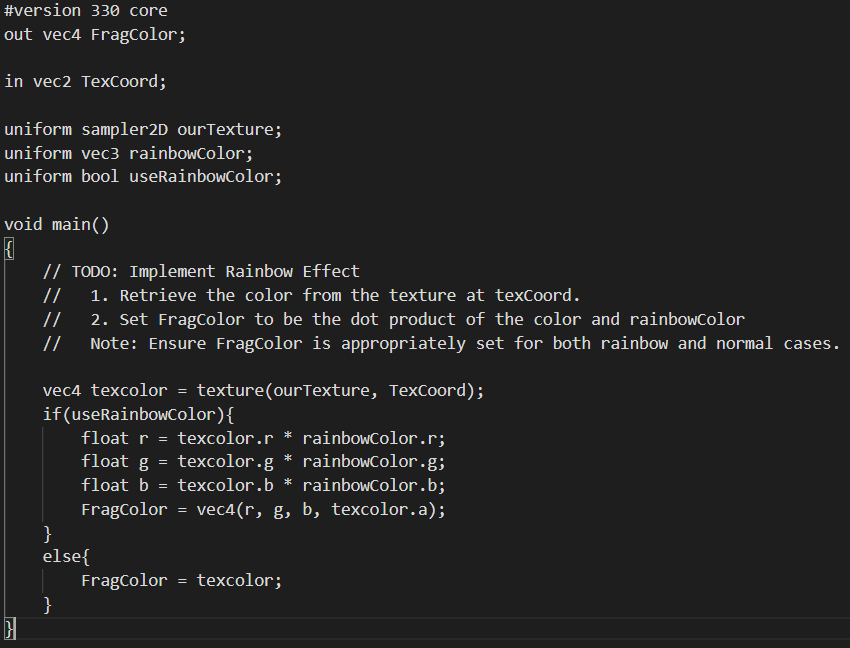 #version 330 core
out vec4 FragColor;

in vec2 TexCoord;

uniform sampler2D ourTexture;
uniform vec3 rainbowColor;
uniform bool useRainbowColor;

void main()
{
    // TODO: Implement Rainbow Effect
    //   1. Retrieve the color from the texture at texCoord.
    //   2. Set FragColor to be the dot product of the color and rainbowColor
    //   Note: Ensure FragColor is appropriately set for both rainbow and normal cases.

    vec4 texcolor = texture(ourTexture, TexCoord);
    if(useRainbowColor){
        float r = texcolor.r * rainbowColor.r;
        float g = texcolor.g * rainbowColor.g;
        float b = texcolor.b * rainbowColor.b;
        FragColor = vec4(r, g, b, texcolor.a);
    }
    else{
        FragColor = texcolor;
    }
}